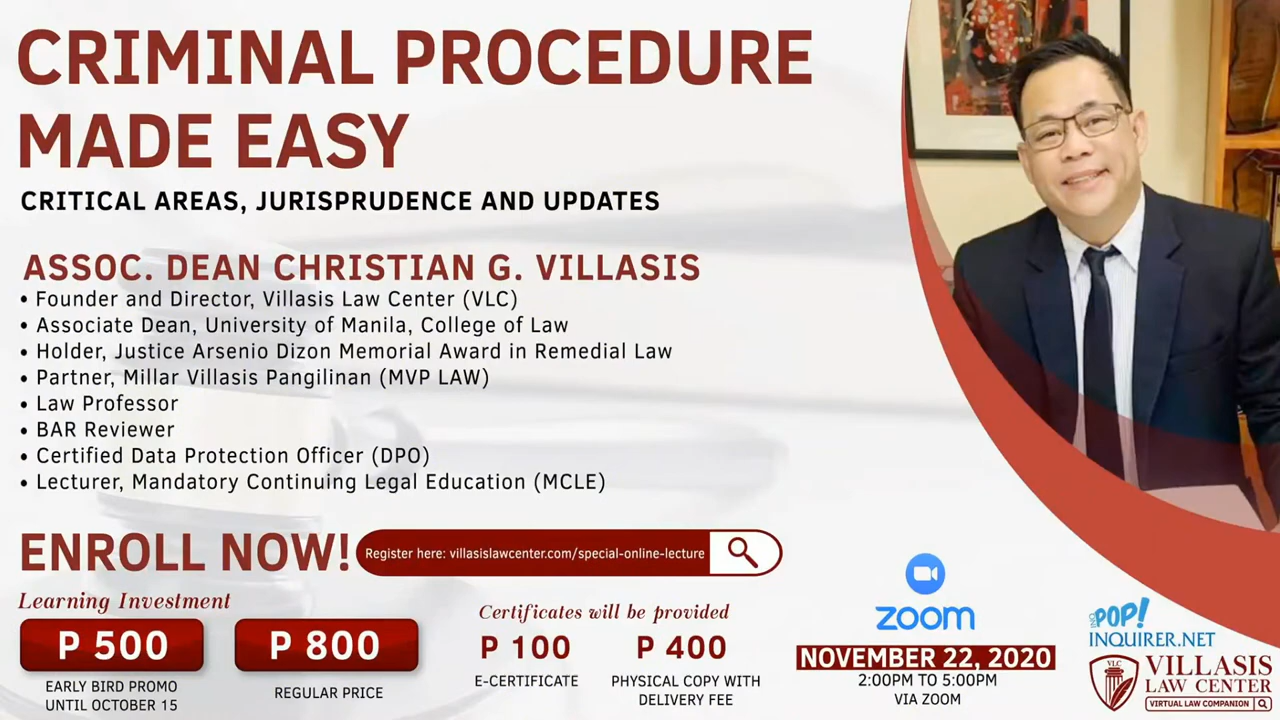 CRIMINAL PROCEDURE
MADE EASY
CRITICAL AREAS, JURISPRUDENCE AND UPDATES
ASSOC. DEAN CHRISTIAN G. VILLASIS
• Founder and Director, Villasis Law Center (VLC)
• Associate Dean, University of Manila, College of Law
• Holder, Justice Arsenio Dizon Memorial Award in Remedial Law
• Partner, Millar Villasis Pangilinan (MVP LAW)
• Law Professor
• BAR Reviewer
• Certified Data Protection Officer (DPO)
• Lecturer, Mandatory Continuing Legal Education (MCLE)
ENROLL NOW!
Register here: villasislawcenter.com/special-online-lecture
Learning Investment
P 500
EARLY BIRD PROMO
UNTIL OCTOBER 15
P 800
REGULAR PRICE
Certificates will be provided
P 100
E-CERTIFICATE
P 400
PHYSICAL COPY WITH
DELIVERY FEE
zoom
NOVEMBER 22, 2020
2:00PM TO 5:00PM
VIA ZOOM
POP!
INQUIRER.NET
VLC
VILLASIS
LAW CENTER
VIRTUAL LAW COMPANION